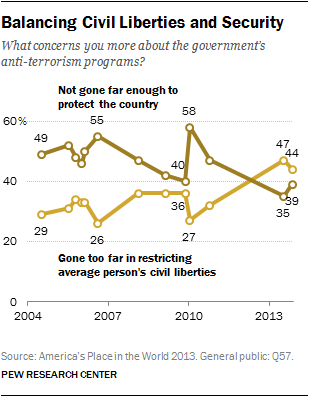 Balancing Civil Liberties and Security
What concerns you more about the government's
anti-terrorism programs?
Not gone far enough to
protect the country
60%
40
20
0
49
55
40
58
47
44
29
26
36
27
35
39
Gone too far in restricting
average person's civil liberties
2004 2007 2010 2013
Source: America's Place in the World 2013. General public: Q57.
PEW RESEARCH CENTER